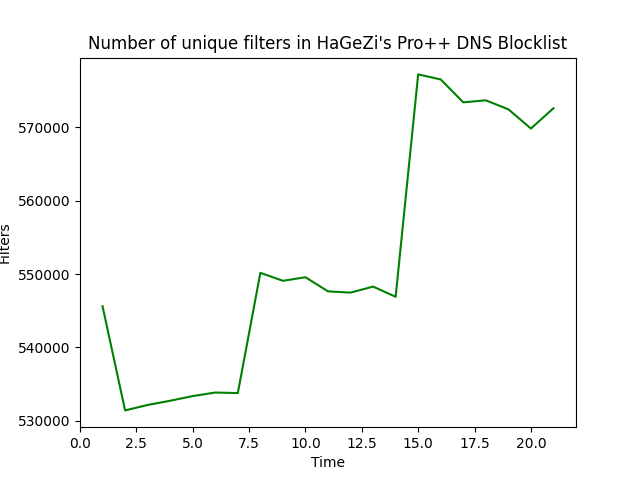 Number of unique filters in HaGeZi's Pro++ DNS Blocklist
Filters
570000
560000
550000
540000
530000
0.0 2.5 5.0 7.5 10.0 12.5 15.0 17.5 20.0
Time